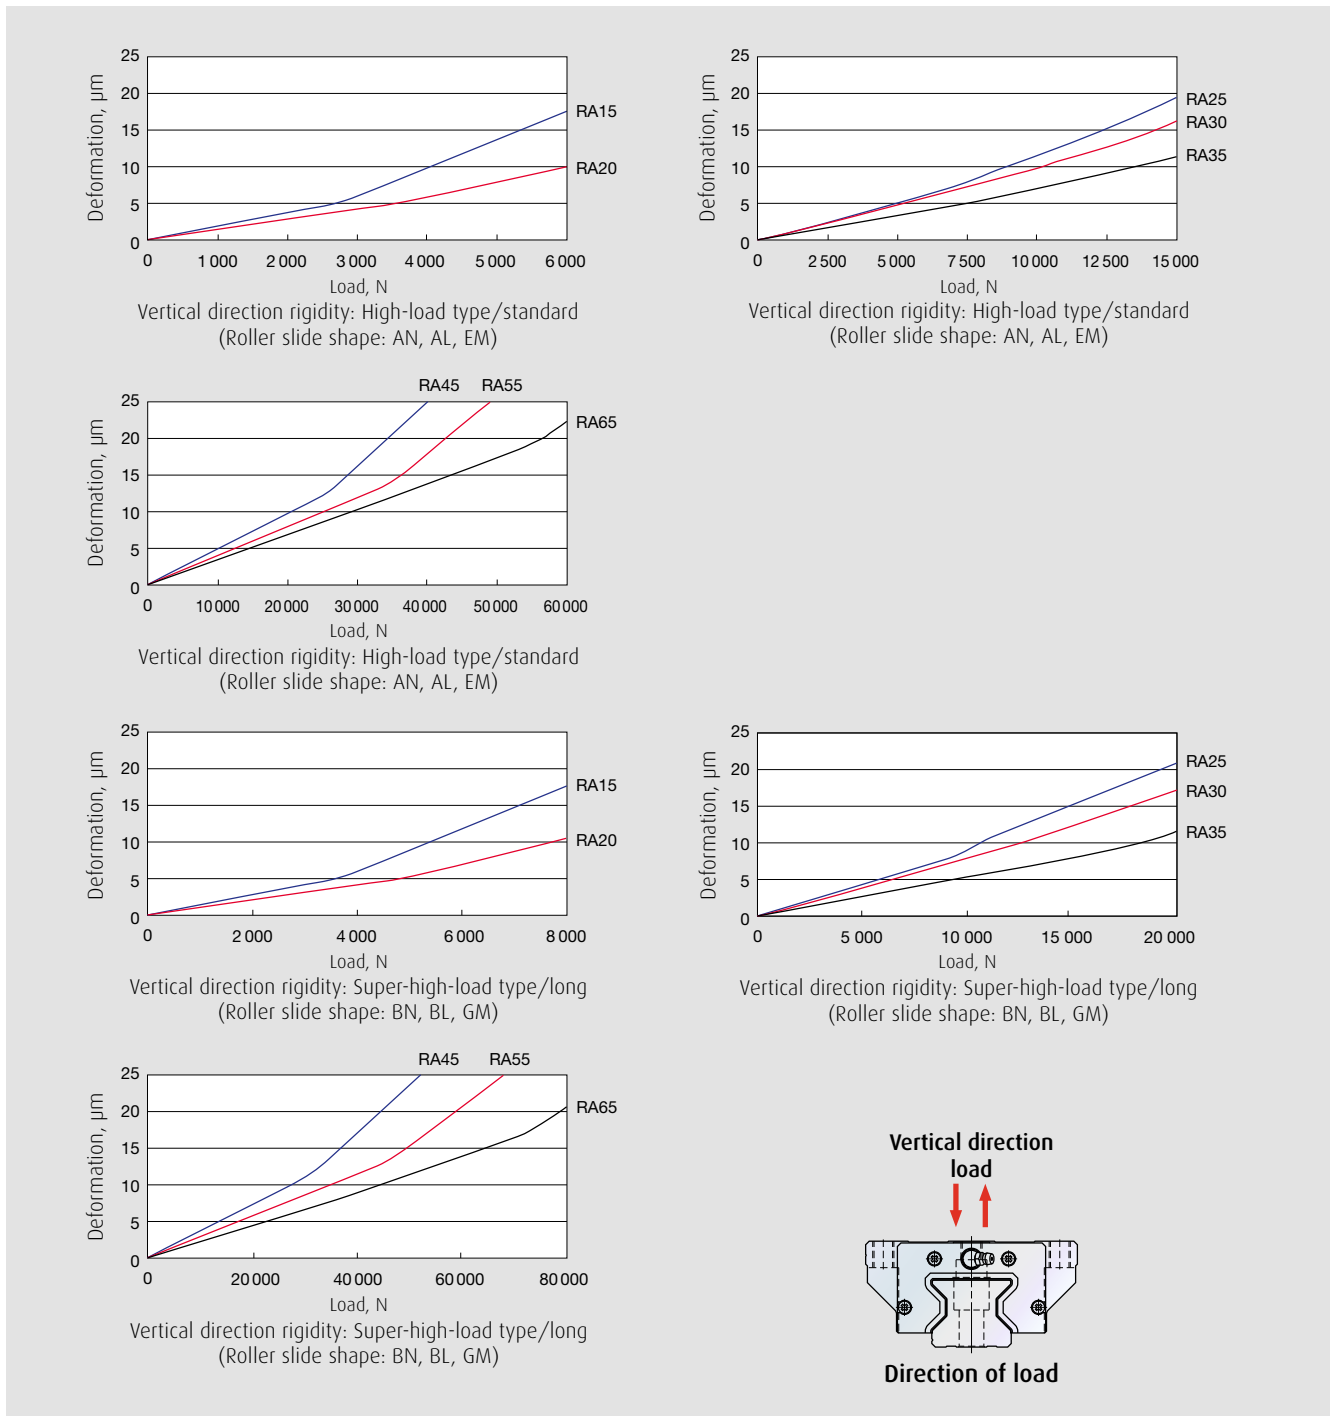 25
20
15
10
5
0
Deformation, µm
RA15
RA20
0 1 000 2 000 3 000 4 000 5 000 6 000
Load, N
Vertical direction rigidity: High-load type/standard
(Roller slide shape: AN, AL, EM)
25
20
15
10
5
0
Deformation, µm
RA25
RA30
RA35
0 2 500 5 000 7 500 10 000 12 500 15 000
Load, N
Vertical direction rigidity: High-load type/standard
(Roller slide shape: AN, AL, EM)
RA45 RA55
25
20
15
10
5
0
Deformation, µm
RA65
0 10 000 20 000 30 000 40 000 50 000 60 000
Load, N
Vertical direction rigidity: High-load type/standard
(Roller slide shape: AN, AL, EM)
25
20
15
10
5
0
Deformation, µm
RA15
RA20
0 2 000 4 000 6 000 8 000
Load, N
Vertical direction rigidity: Super-high-load type/long
(Roller slide shape: BN, BL, GM)
25
20
15
10
5
0
Deformation, µm
RA25
RA30
RA35
0 5 000 10 000 15 000 20 000
Load, N
Vertical direction rigidity: Super-high-load type/long
(Roller slide shape: BN, BL, GM)
RA45 RA55
25
20
15
10
5
0
Deformation, µm
RA65
0 20 000 40 000 60 000 80 000
Load, N
Vertical direction rigidity: Super-high-load type/long
(Roller slide shape: BN, BL, GM)
Vertical direction
load
Direction of load